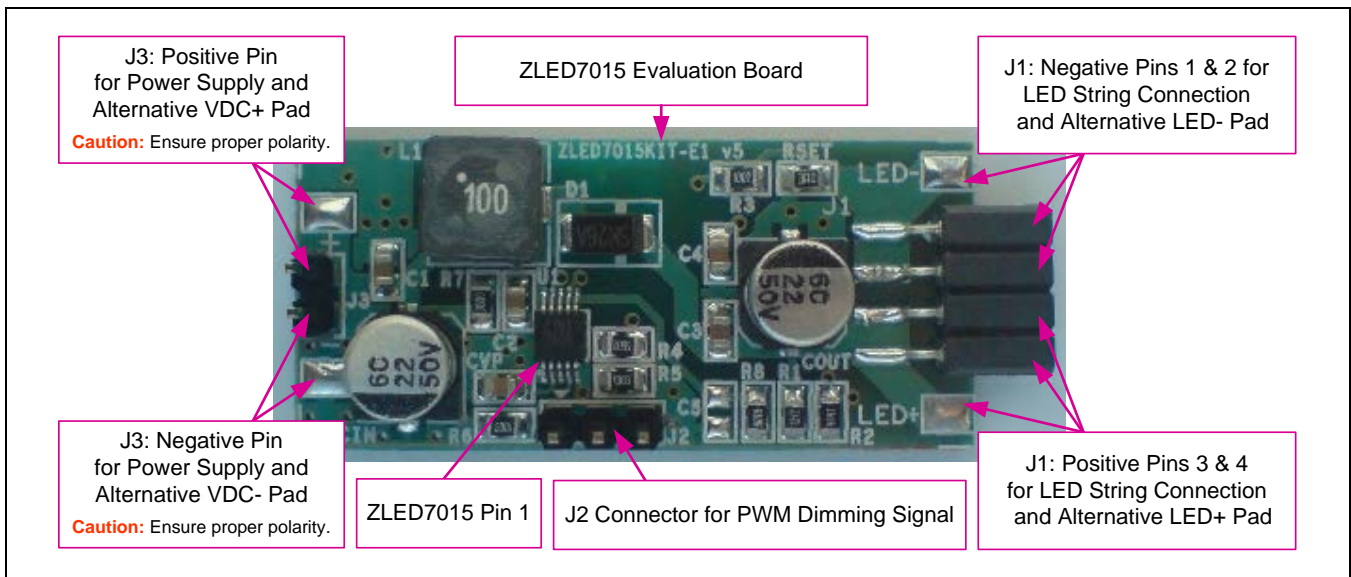 J3: Positive Pin
for Power Supply and
Alternative VDC+ Pad
Caution: Ensure proper polarity.
ZLED7015 Evaluation Board
J1: Negative Pins 1 & 2 for
LED String Connection
and Alternative LED- Pad
L1
ZLED7015KIT-E1 v5
RSET
LED-
100
D1
R3
J1
+
C1
R7
U1
C4
6C
22
50V
J3
C2
C3
6C
22
50V
CVP
R4
R5
COUT
R8
R1
C5
LED+
CIN
R6
J2
R2
J3: Negative Pin
for Power Supply and
Alternative VDC- Pad
Caution: Ensure proper polarity.
ZLED7015 Pin 1
J2 Connector for PWM Dimming Signal
J1: Positive Pins 3 & 4
for LED String Connection
and Alternative LED+ Pad